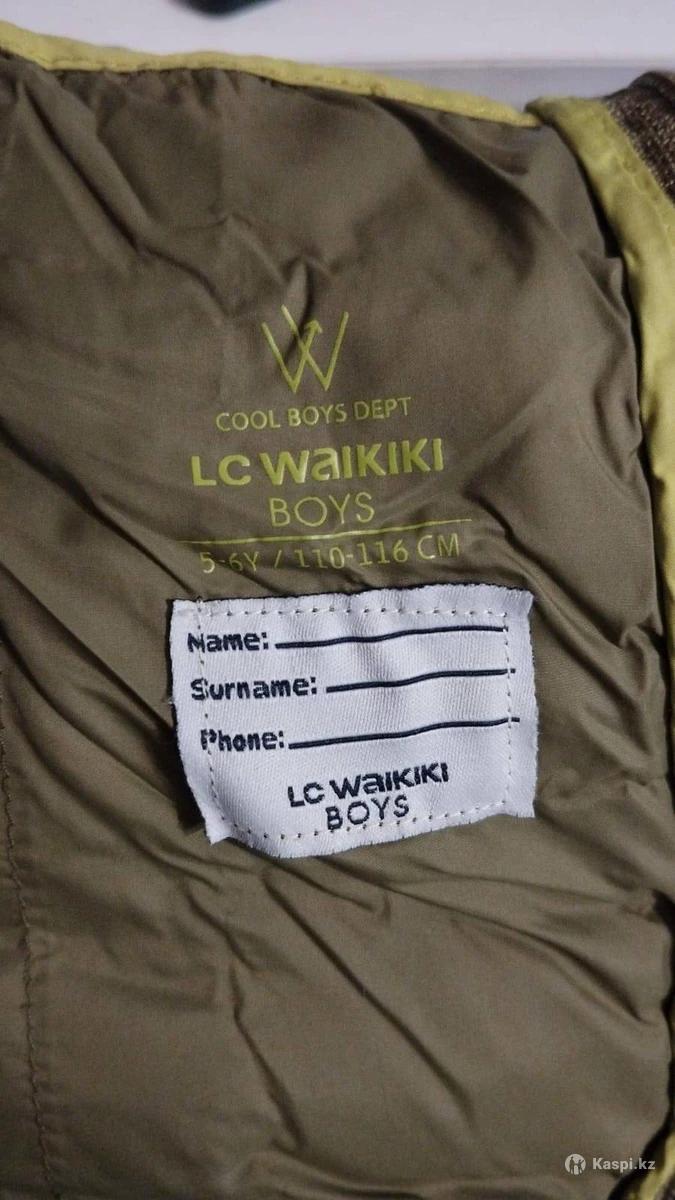 COOL BOYS DEPT
LC WAIKIKI
BOYS
5-6Y / 110-116 CM
Name:
Surname:
Phone:
LC WAIKIKI
BOYS
Kaspi.kz